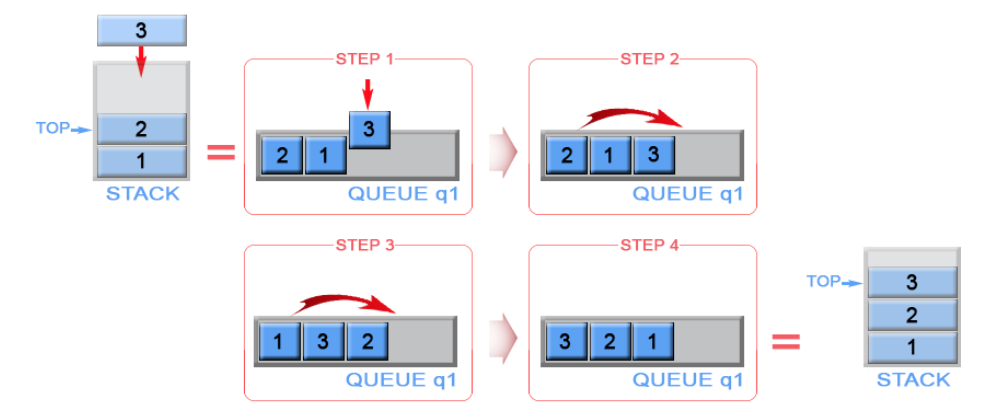 3
TOP
2
1
STACK
=
STEP 1
3
2 1
QUEUE q1
STEP 2
2 1 3
QUEUE q1
STEP 3
1 3 2
QUEUE q1
STEP 4
3 2 1
QUEUE q1
=
TOP
3
2
1
STACK